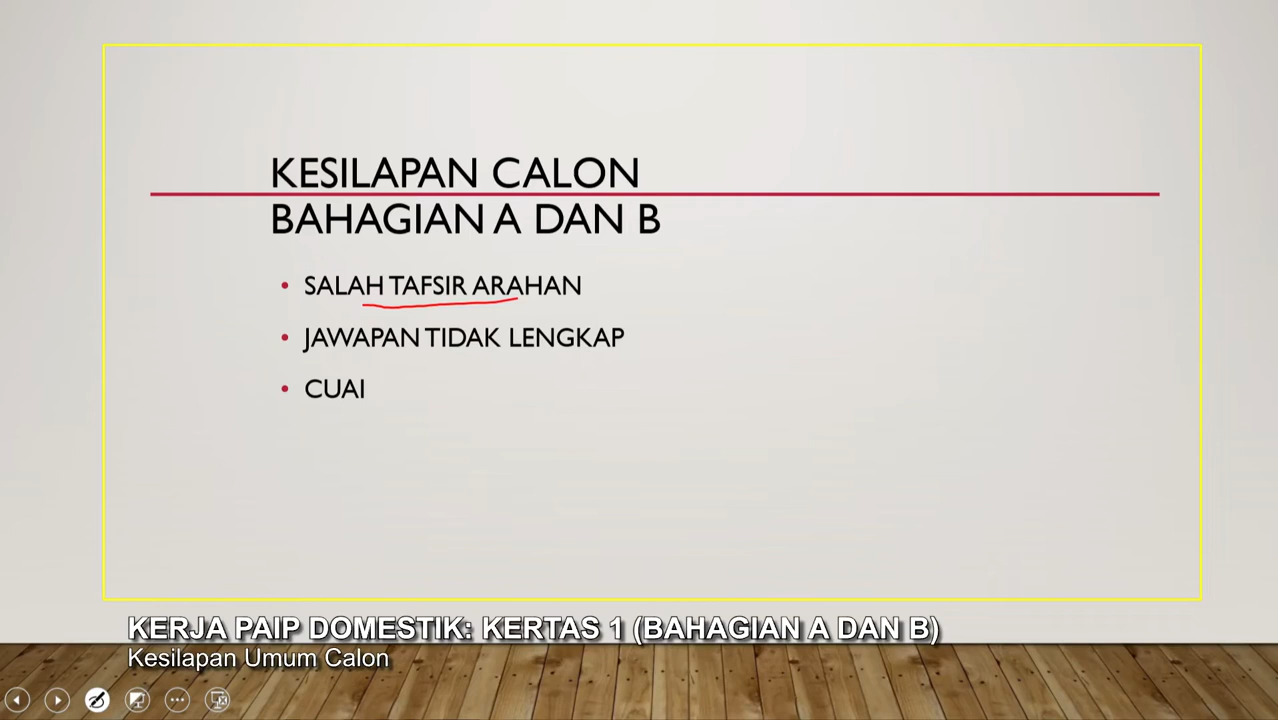 KESILAPAN CALON
BAHAGIAN A DAN B
• SALAH TAFSIR ARAHAN
• JAWAPAN TIDAK LENGKAP
• CUAI
KERJA PAIP DOMESTIK: KERTAS 1 (BAHAGIAN A DAN B)
Kesilapan Umum Calon